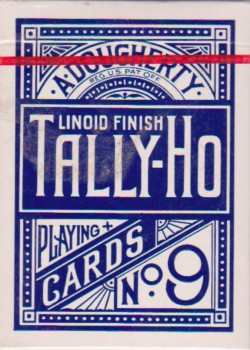 A. DOUGHERTY
REG. U.S. PAT. OFF.
LINOID FINISH
TALLY-HO
PLAYING +
CARDS
No. 9